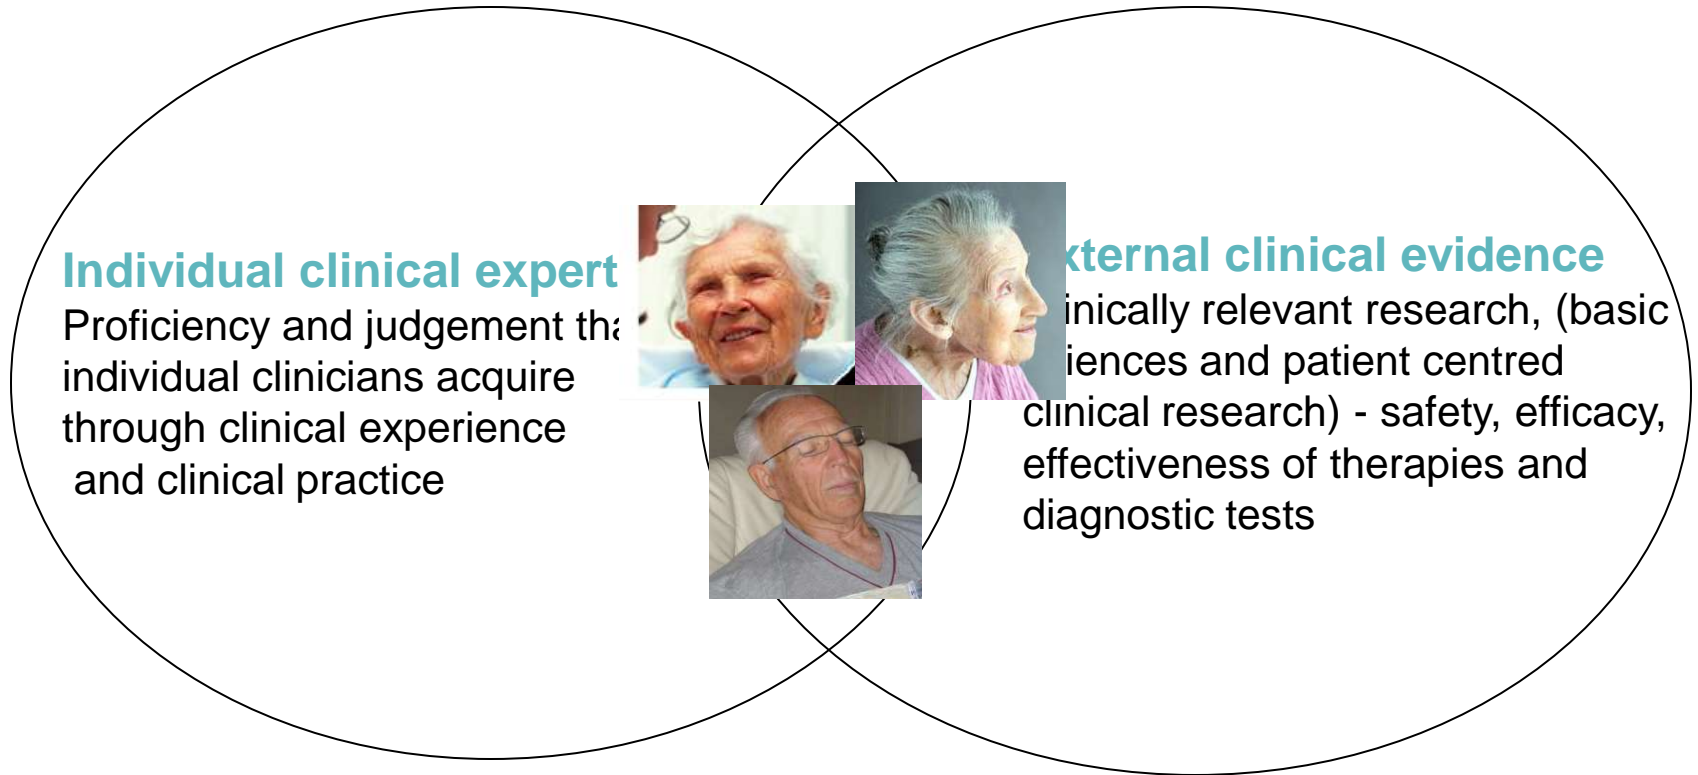 Individual clinical expert
Proficiency and judgement tha
individual clinicians acquire
through clinical experience
and clinical practice
xternal clinical evidence
inically relevant research, (basic
iences and patient centred
clinical research) - safety, efficacy,
effectiveness of therapies and
diagnostic tests